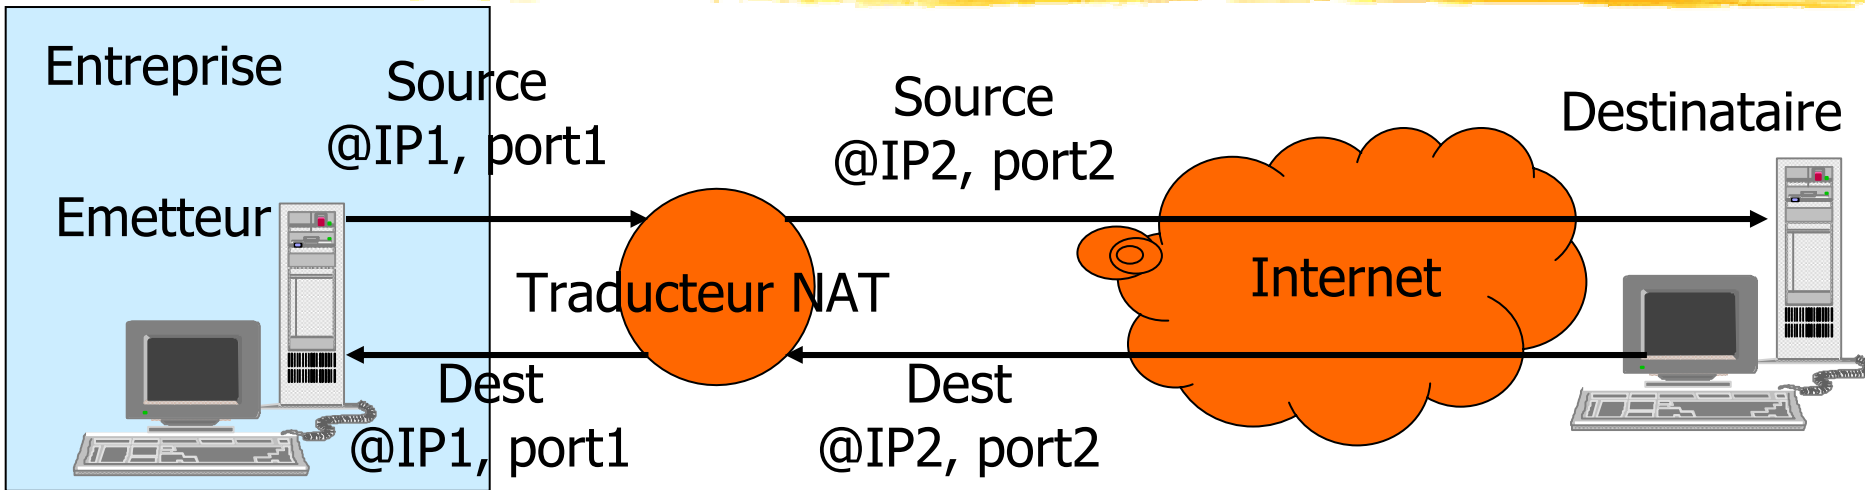 Entreprise
Source
@IP1, port1
Source
@IP2, port2
Destinataire
Emetteur
Traducteur NAT
Internet
Dest
@IP1, port1
Dest
@IP2, port2